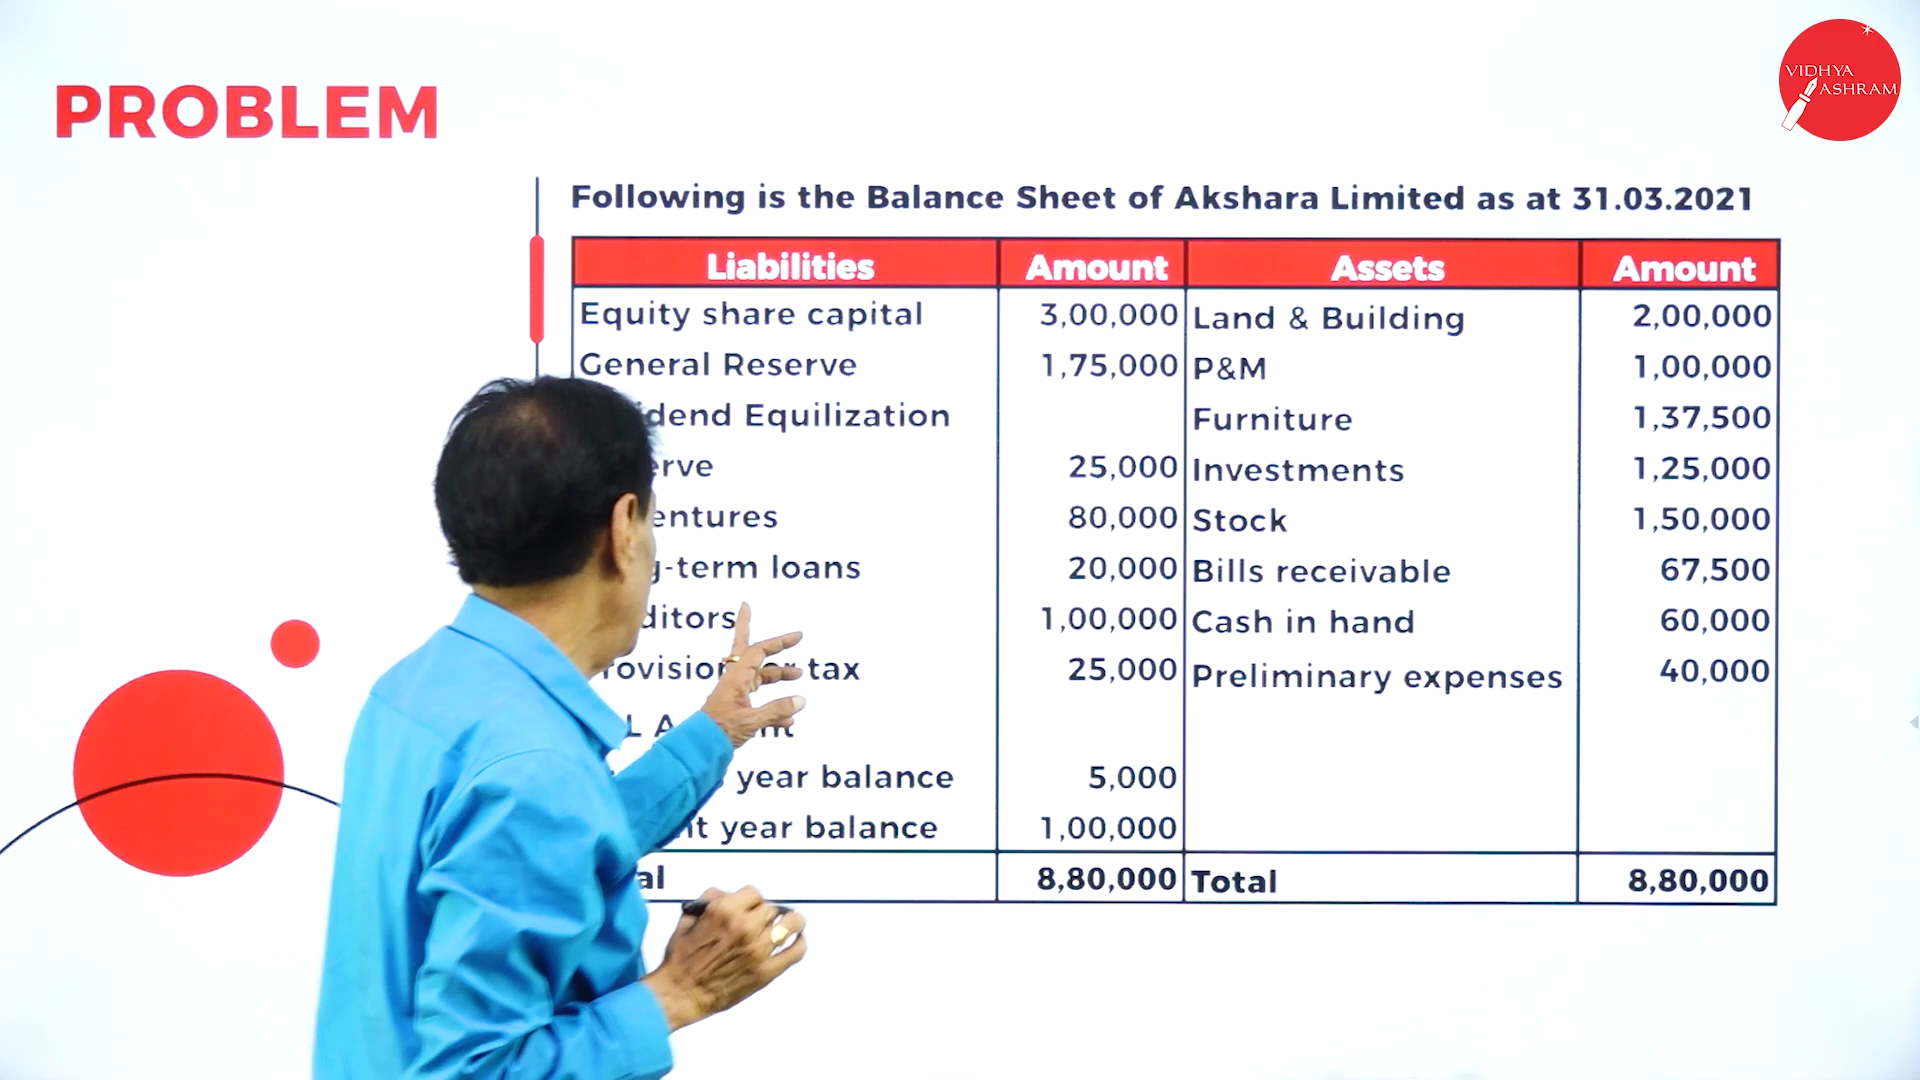 PROBLEM
VIDHYA
ASHRAM
Following is the Balance Sheet of Akshara Limited as at 31.03.2021
Liabilities Amount Assets Amount
Equity share capital 3,00,000 Land & Building 2,00,000
General Reserve 1,75,000 P&M 1,00,000
Equilization Furniture 1,37,500
25,000 Investments 1,25,000
80,000 Stock 1,50,000
loans 20,000 Bills receivable 67,500
1,00,000 Cash in hand 60,000
tax 25,000 Preliminary expenses 40,000
year balance 5,000
year balance 1,00,000
8,80,000 Total 8,80,000